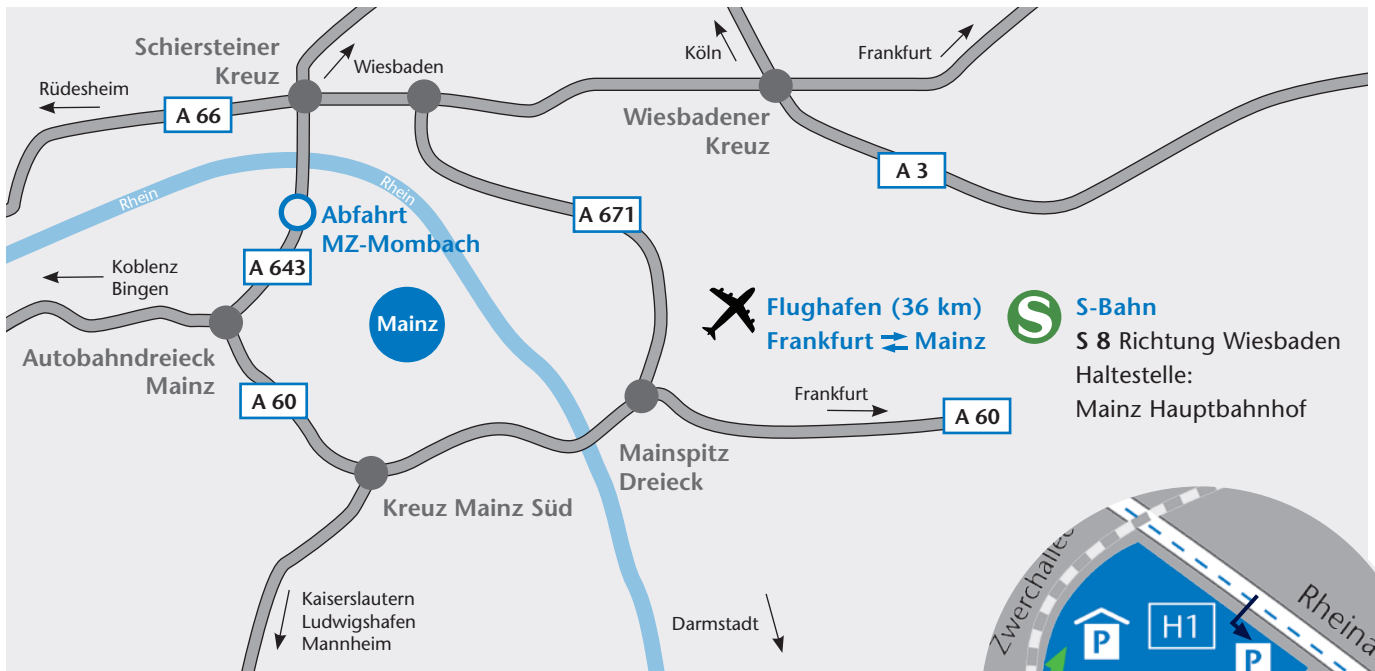 Schiersteiner
Kreuz
Wiesbaden
Köln
Frankfurt
Rüdesheim
A 66
Wiesbadener
Kreuz
A 3
Rhein
Rhein
Abfahrt
MZ-Mombach
A 671
A 643
Koblenz
Bingen
Mainz
Autobahndreieck
Mainz
Flughafen (36 km)
Frankfurt ⇄ Mainz
S
S-Bahn
S 8 Richtung Wiesbaden
Haltestelle:
Mainz Hauptbahnhof
A 60
Frankfurt
A 60
Mainspitz
Dreieck
Kreuz Mainz Süd
Kaiserslautern
Ludwigshafen
Mannheim
Darmstadt
Zwerchallee
Rheina
P
H1
P